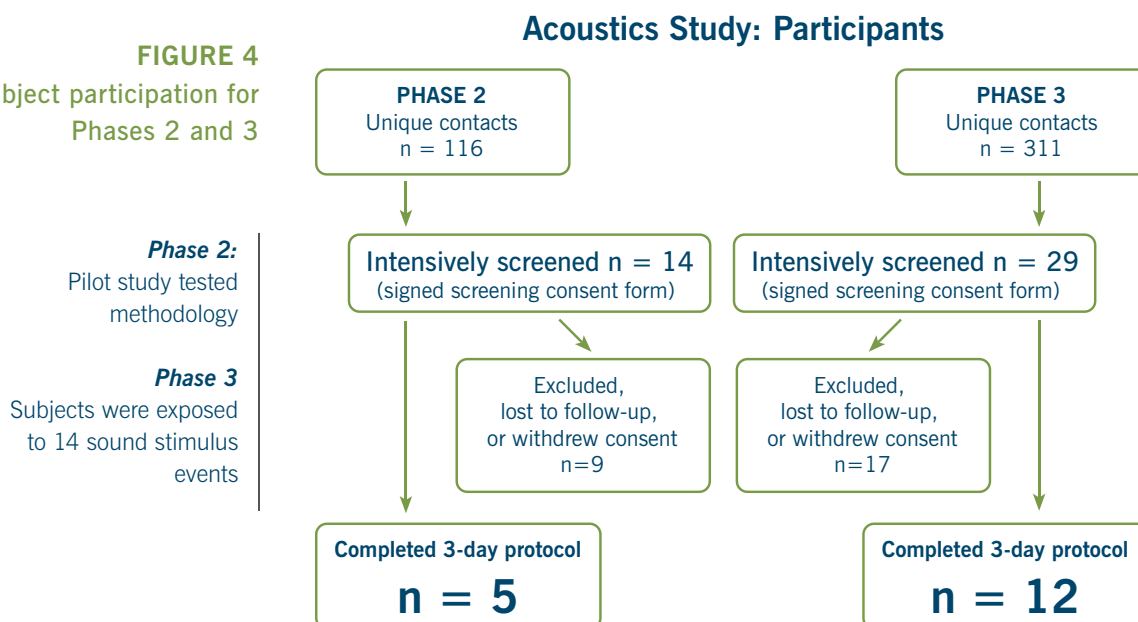 Acoustics Study: Participants
FIGURE 4
participation for
Phases 2 and 3
PHASE 2
Unique contacts
n = 116
PHASE 3
Unique contacts
n = 311
Phase 2:
Pilot study tested
methodology
Phase 3
Subjects were exposed
to 14 sound stimulus
events
Intensively screened n = 14
(signed screening consent form)
Intensively screened n = 29
(signed screening consent form)
Excluded,
lost to follow-up,
or withdrew consent
n=9
Excluded,
lost to follow-up,
or withdrew consent
n=17
Completed 3-day protocol
n = 5
Completed 3-day protocol
n = 12